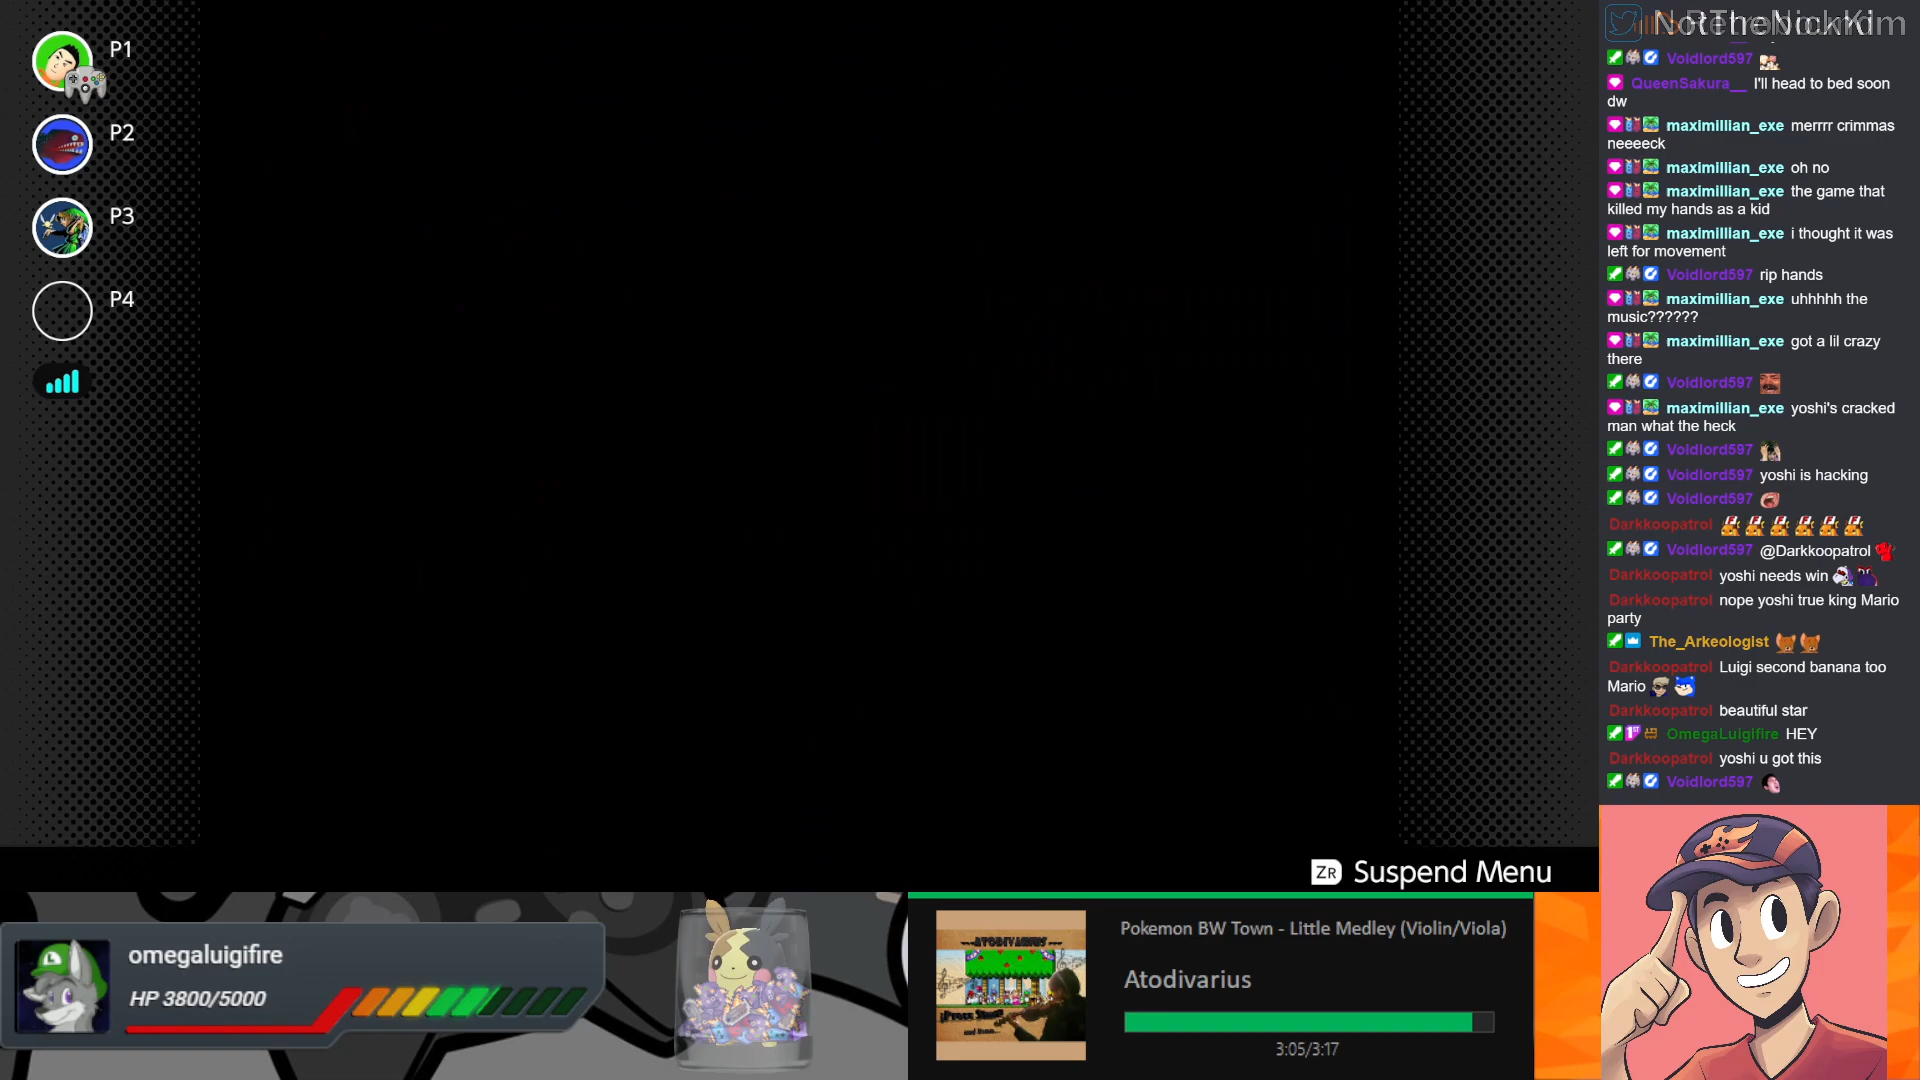 P1
P2
P3
P4
ZR Suspend Menu
Voidlord597
QueenSakura__ I'll head to bed soon
dw
maximillian_exe merrrr crimmas
neeeeck
maximillian_exe oh no
maximillian_exe the game that
killed my hands as a kid
maximillian_exe i thought it was
left for movement
Voidlord597 rip hands
maximillian_exe uhhhhh the
music??????
maximillian_exe got a lil crazy
there
Voidlord597
maximillian_exe yoshi's cracked
man what the heck
Voidlord597
Voidlord597 yoshi is hacking
Voidlord597
Darkkoopatrol
Voidlord597 @Darkkoopatrol
Darkkoopatrol yoshi needs win
Darkkoopatrol nope yoshi true king Mario
party
The_Arkeologist
Darkkoopatrol Luigi second banana too
Mario
Darkkoopatrol beautiful star
OmegaLuigifire HEY
Darkkoopatrol yoshi u got this
Voidlord597
omegaluigifire
HP 3800/5000
ATODIVARIUS
Pokemon BW Town - Little Medley (Violin/Viola)
Atodivarius
3:05/3:17